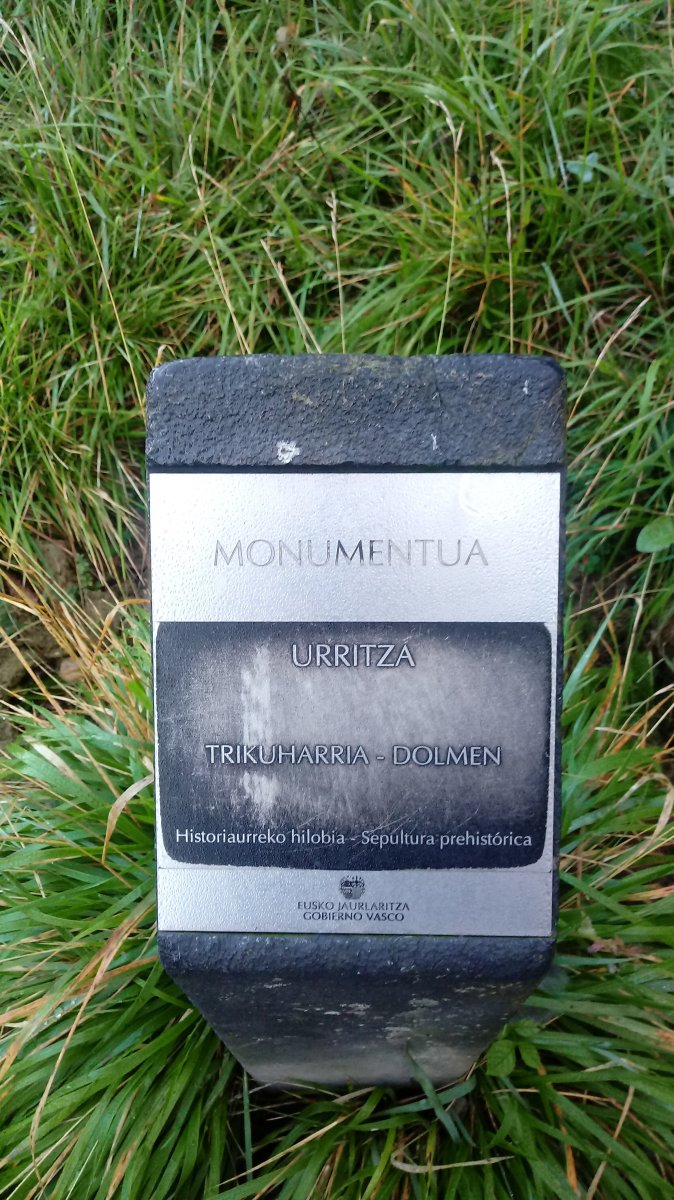 MONUMENTUA
URRITZA
TRIKUHARRIA - DOLMEN
Historiaurreko hilobia - Sepultura prehistórica
EUSKO JAURLARITZA
GOBIERNO VASCO